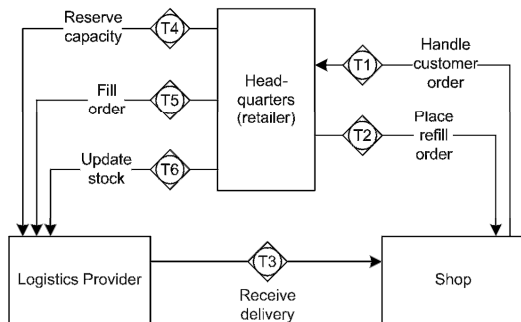 Reserve
capacity
T4
Fill
order
T5
Update
stock
T6
Head-
quarters
(retailer)
T1
Handle
customer
order
T2
Place
refill
order
Logistics Provider
T3
Receive
delivery
Shop